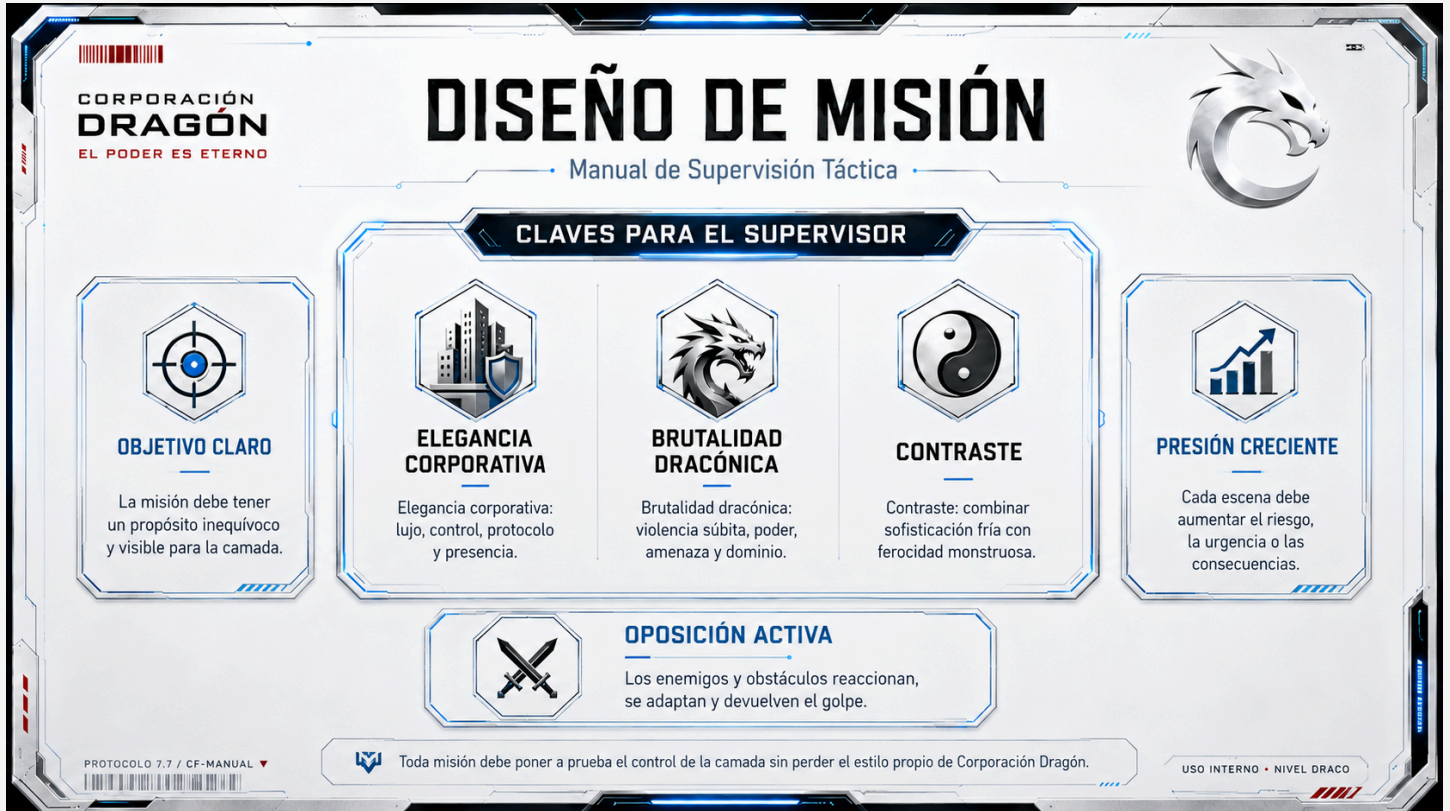 CORPORACIÓN
DRAGÓN
EL PODER ES ETERNO
DISEÑO DE MISIÓN
Manual de Supervisión Táctica
CLAVES PARA EL SUPERVISOR
OBJETIVO CLARO
La misión debe tener
un propósito inequívoco
y visible para la camada.
ELEGANCIA
CORPORATIVA
Elegancia corporativa:
lujo, control, protocolo
y presencia.
BRUTALIDAD
DRACÓNICA
Brutalidad dracónica:
violencia súbita, poder,
amenaza y dominio.
CONTRASTE
Contraste: combinar
sofisticación fría con
ferocidad monstruosa.
PRESIÓN CRECIENTE
Cada escena debe
aumentar el riesgo,
la urgencia o las
consecuencias.
OPOSICIÓN ACTIVA
Los enemigos y obstáculos reaccionan,
se adaptan y devuelven el golpe.
Toda misión debe poner a prueba el control de la camada sin perder el estilo propio de Corporación Dragón.
PROTOCOLO 7.7 / CF-MANUAL
USO INTERNO • NIVEL DRACO